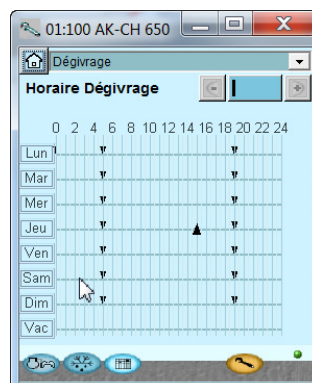 01:100 AK-CH 650
Dégivrage
Horaire Dégivrage
0 2 4 6 8 10 12 14 16 18 20 22 24
Lun
Mar
Mer
Jeu
Ven
Sam
Dim
Vac